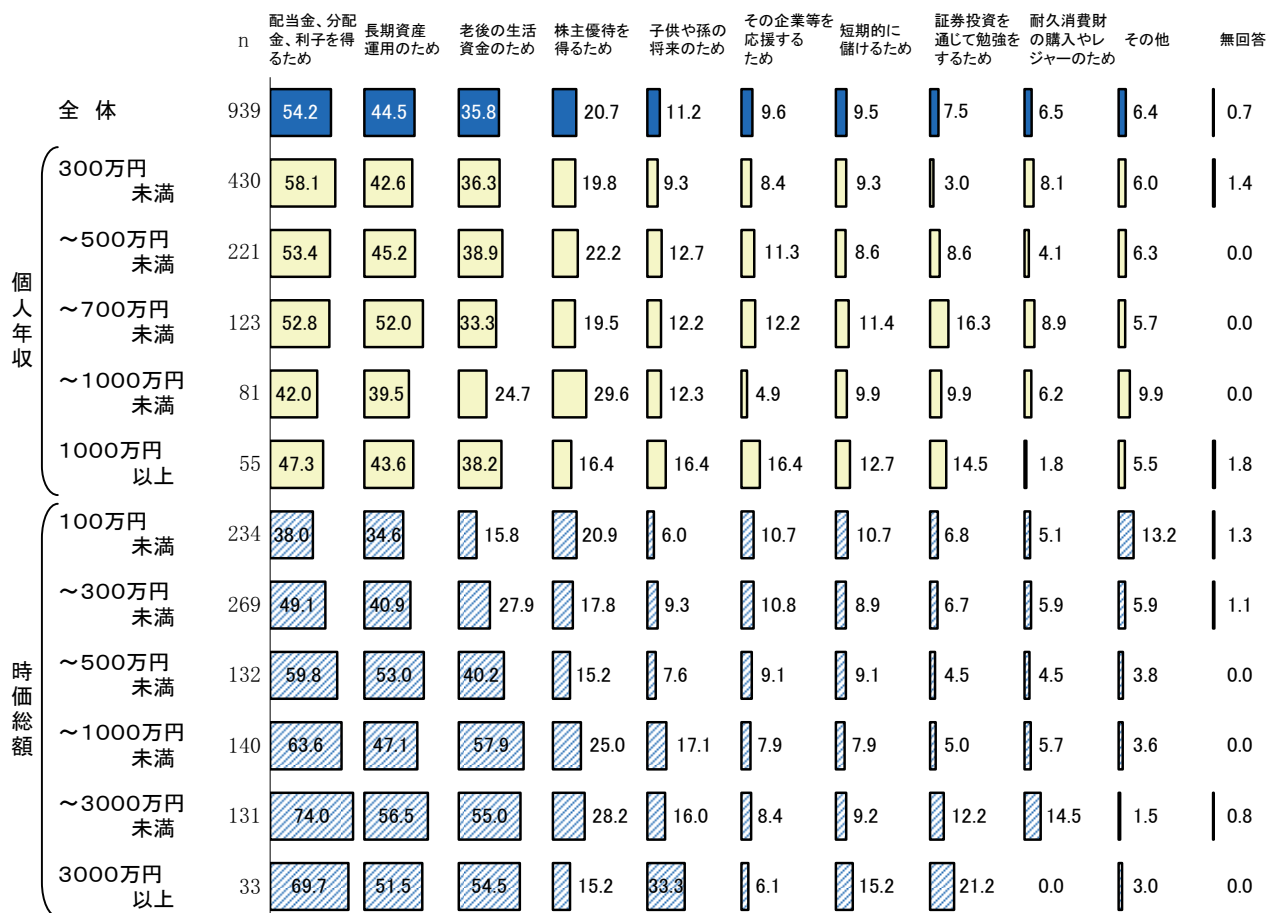 n
配当金、分配
金、利子を得
るため
長期資産
運用のため
老後の生活
資金のため
株主優待を
得るため
子供や孫の
将来のため
その企業等を
応援する
ため
短期的に
儲けるため
証券投資を
通じて勉強を
するため
耐久消費財
の購入やレ
ジャーのため
その他
無回答
全 体
939 54.2 44.5 35.8 20.7 11.2 9.6 9.5 7.5 6.5 6.4 0.7
個人年収
300万円
未満
430 58.1 42.6 36.3 19.8 9.3 8.4 9.3 3.0 8.1 6.0 1.4
～500万円
未満
221 53.4 45.2 38.9 22.2 12.7 11.3 8.6 8.6 4.1 6.3 0.0
～700万円
未満
123 52.8 52.0 33.3 19.5 12.2 12.2 11.4 16.3 8.9 5.7 0.0
～1000万円
未満
81 42.0 39.5 24.7 29.6 12.3 4.9 9.9 9.9 6.2 9.9 0.0
1000万円
以上
55 47.3 43.6 38.2 16.4 16.4 16.4 12.7 14.5 1.8 5.5 1.8
時価総額
100万円
未満
234 38.0 34.6 15.8 20.9 6.0 10.7 10.7 6.8 5.1 13.2 1.3
～300万円
未満
269 49.1 40.9 27.9 17.8 9.3 10.8 8.9 6.7 5.9 5.9 1.1
～500万円
未満
132 59.8 53.0 40.2 15.2 7.6 9.1 9.1 4.5 4.5 3.8 0.0
～1000万円
未満
140 63.6 47.1 57.9 25.0 17.1 7.9 7.9 5.0 5.7 3.6 0.0
～3000万円
未満
131 74.0 56.5 55.0 28.2 16.0 8.4 9.2 12.2 14.5 1.5 0.8
3000万円
以上
33 69.7 51.5 54.5 15.2 33.3 6.1 15.2 21.2 0.0 3.0 0.0